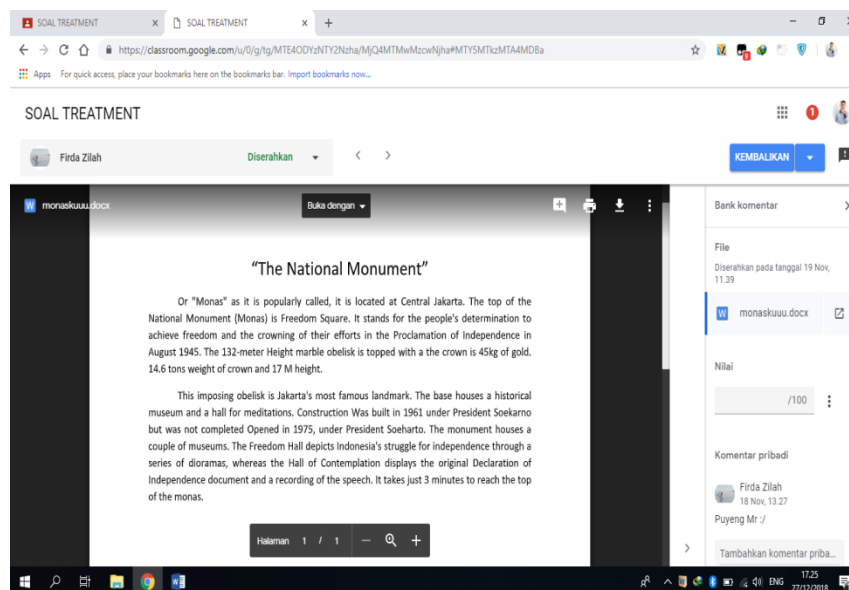 SOAL TREATMENT
SOAL TREATMENT
https://classroom.google.com/u/0/g/tg/MTE4ODYzNTY2Nzha/MjQ4MTMwMzcwNjha#MTY5MTkzMTA4MDBa
Apps For quick access, place your bookmarks here on the bookmarks bar. Import bookmarks now...
SOAL TREATMENT
1
Firda Zilah
Diserahkan
KEMBALIKAN
W monaskuuu.docx
Buka dengan
Bank komentar
"The National Monument"
Or "Monas" as it is popularly called, it is located at Central Jakarta. The top of the
National Monument (Monas) is Freedom Square. It stands for the people's determination to
achieve freedom and the crowning of their efforts in the Proclamation of Independence in
August 1945. The 132-meter Height marble obelisk is topped with a the crown is 45kg of gold.
14.6 tons weight of crown and 17 M height.
This imposing obelisk is Jakarta's most famous landmark. The base houses a historical
museum and a hall for meditations. Construction Was built in 1961 under President Soekarno
but was not completed Opened in 1975, under President Soeharto. The monument houses a
couple of museums. The Freedom Hall depicts Indonesia's struggle for independence through a
series of dioramas, whereas the Hall of Contemplation displays the original Declaration of
Independence document and a recording of the speech. It takes just 3 minutes to reach the top
of the monas.
Halaman 1 / 1
File
Diserahkan pada tanggal 19 Nov,
11.39
W monaskuuu.docx
Nilai
/100
Komentar pribadi
Firda Zilah
18 Nov, 13.27
Puyeng Mr :/
Tambahkan komentar priba...
ENG
17.25
27/12/2018